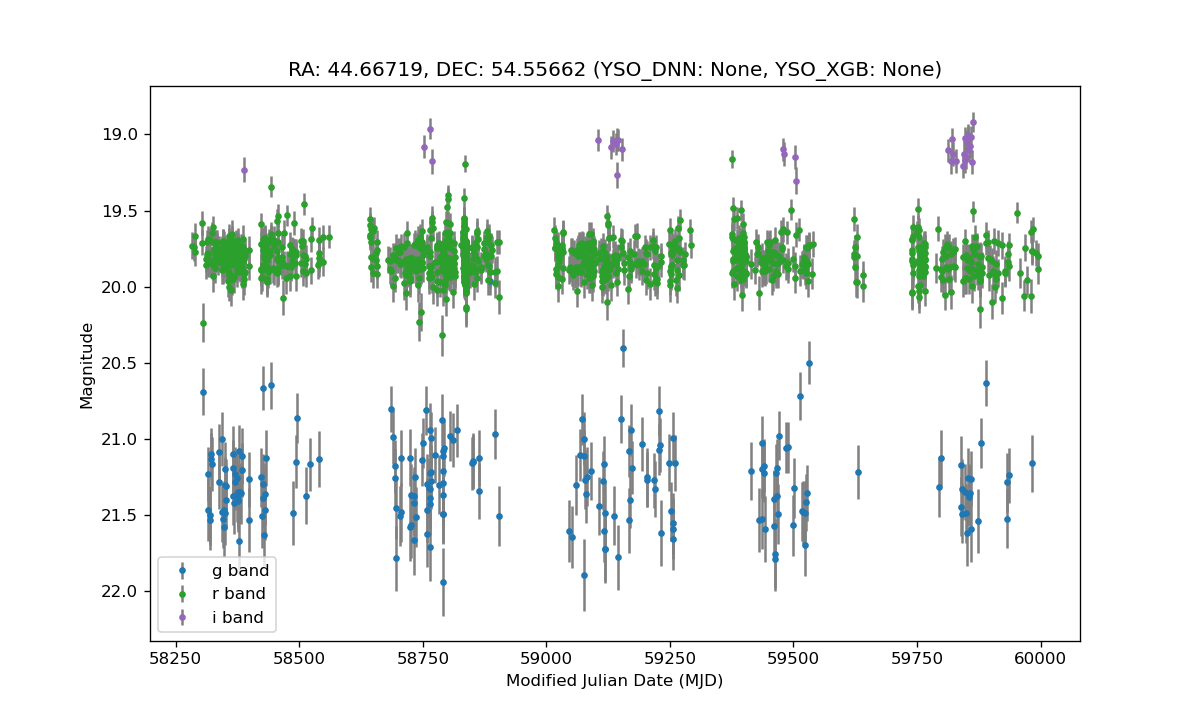 RA: 44.66719, DEC: 54.55662 (YSO_DNN: None, YSO_XGB: None)
19.0
19.5
20.0
20.5
21.0
21.5
22.0
Magnitude
g band
r band
i band
58250 58500 58750 59000 59250 59500 59750 60000
Modified Julian Date (MJD)